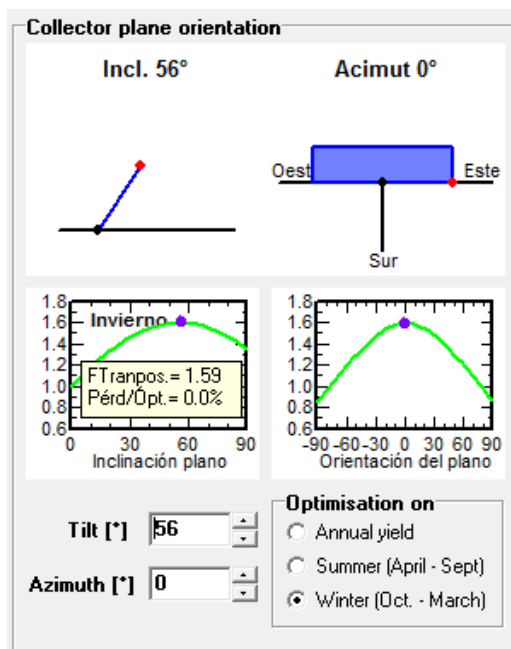 Collector plane orientation
Incl. 56° Acimut 0°
Oest Este
Sur
1.8 1.8
1.6 Invierno 1.6
1.4 1.4
1.2 FTranpos.= 1.59 1.2
1.0 Pérd/Ópt.= 0.0% 1.0
0.8 0.8
0.6 0.6
0 30 60 90 -90 -60 -30 0 30 60 90
Inclinación plano Orientación del plano
Tilt [°] 56
Azimuth [°] 0
Optimisation on
Annual yield
Summer (April - Sept)
Winter (Oct. - March)